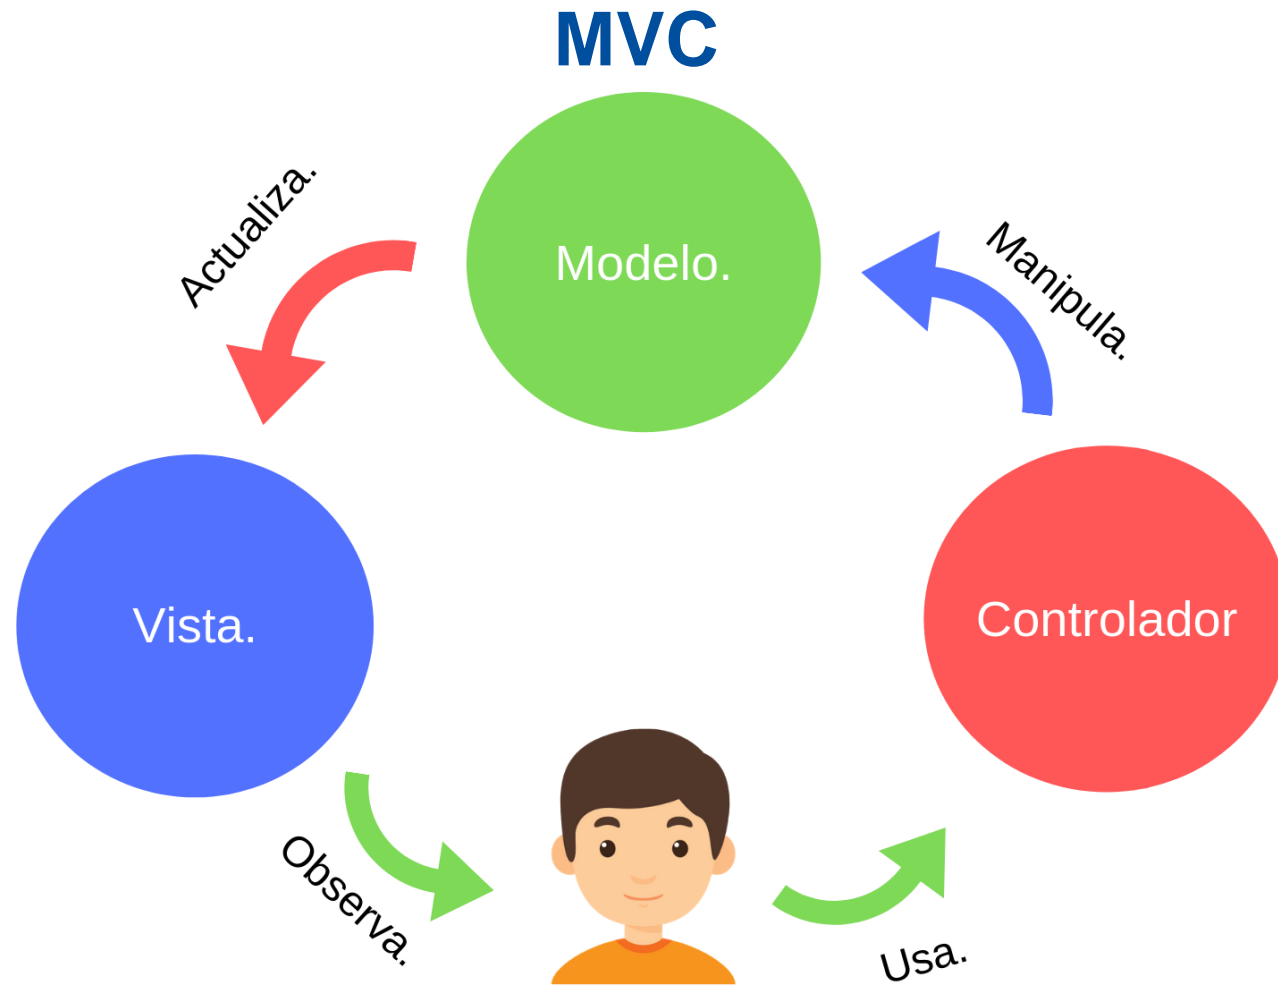 MVC
Actualiza.
Modelo.
Manipula.
Vista.
Controlador
Observa.
Usa.